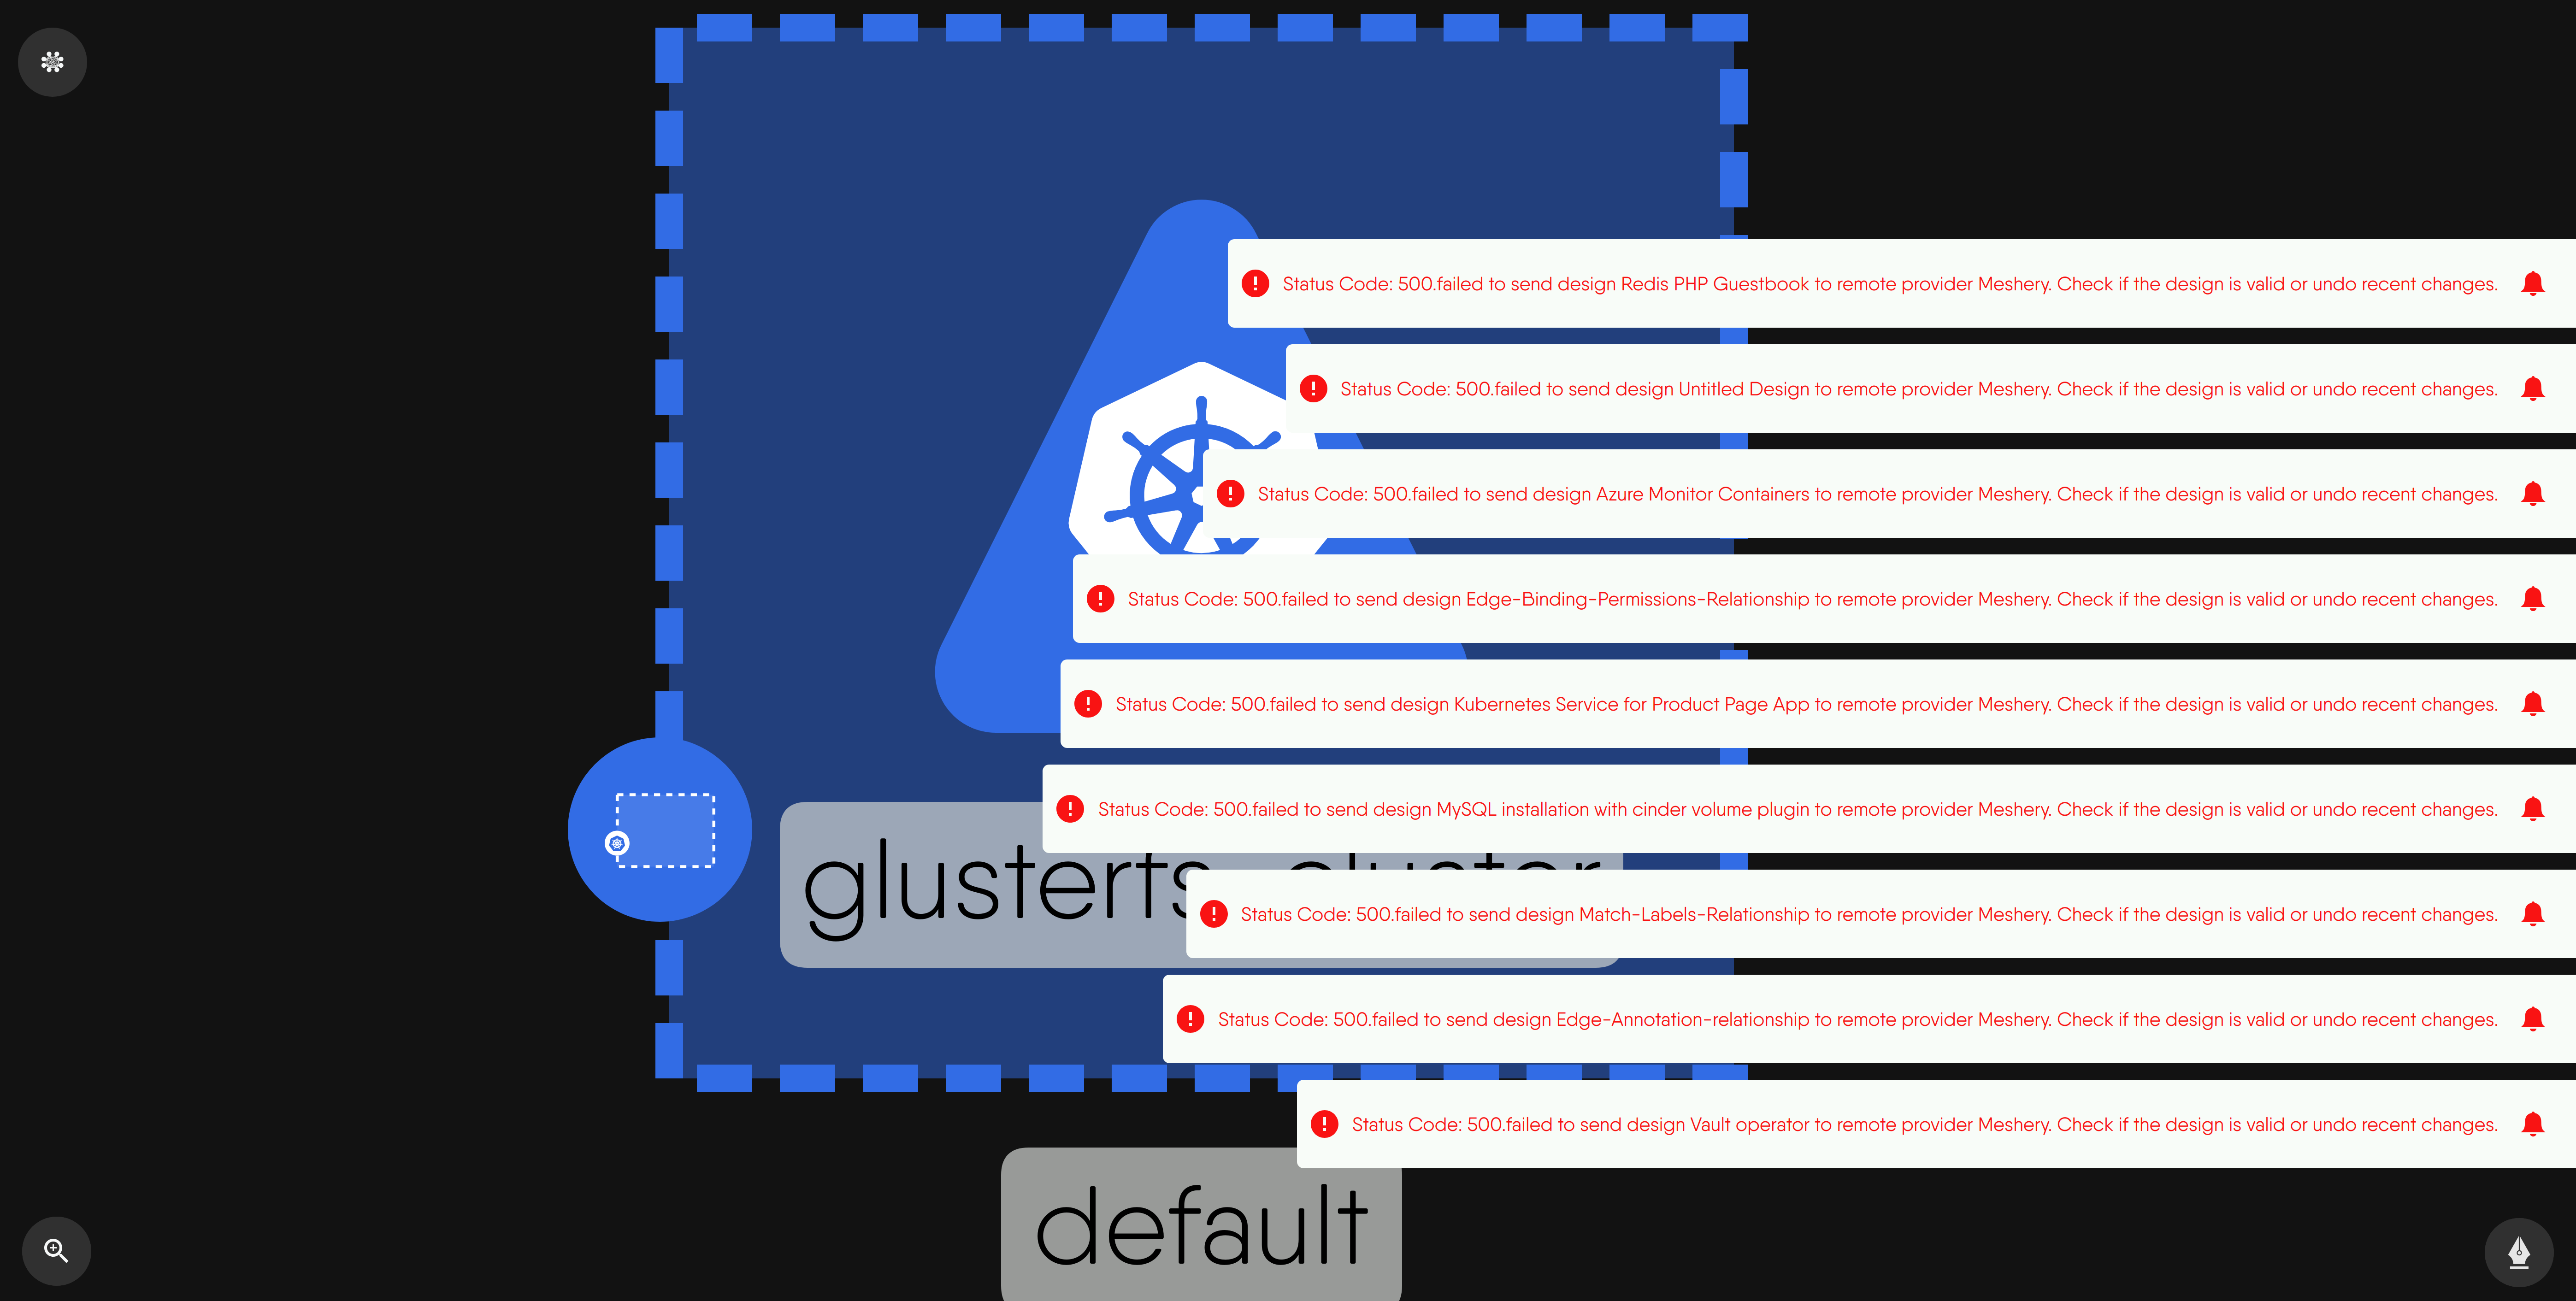 Status Code: 500.failed to send design Redis PHP Guestbook to remote provider Meshery. Check if the design is valid or undo recent changes.
Status Code: 500.failed to send design Untitled Design to remote provider Meshery. Check if the design is valid or undo recent changes.
Status Code: 500.failed to send design Azure Monitor Containers to remote provider Meshery. Check if the design is valid or undo recent changes.
Status Code: 500.failed to send design Edge-Binding-Permissions-Relationship to remote provider Meshery. Check if the design is valid or undo recent changes.
Status Code: 500.failed to send design Kubernetes Service for Product Page App to remote provider Meshery. Check if the design is valid or undo recent changes.
Status Code: 500.failed to send design MySQL installation with cinder volume plugin to remote provider Meshery. Check if the design is valid or undo recent changes.
glusterfs-cluster
Status Code: 500.failed to send design Match-Labels-Relationship to remote provider Meshery. Check if the design is valid or undo recent changes.
Status Code: 500.failed to send design Edge-Annotation-relationship to remote provider Meshery. Check if the design is valid or undo recent changes.
Status Code: 500.failed to send design Vault operator to remote provider Meshery. Check if the design is valid or undo recent changes.
default